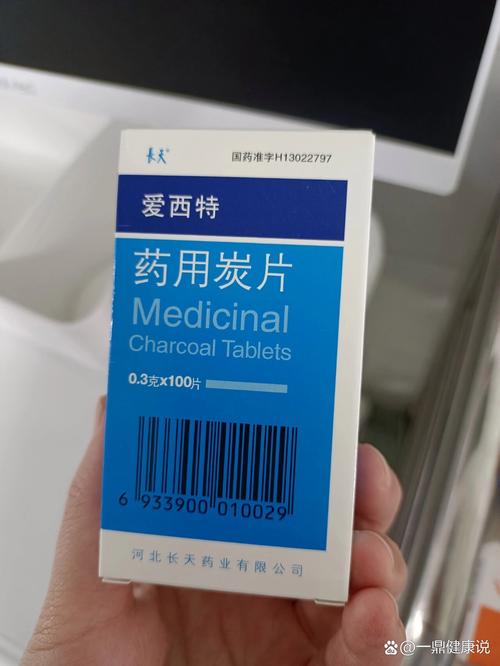 长天®
国药准字H13022797
爱西特
药用炭片
Medicinal
Charcoal Tablets
0.3克x100片
6 933900 010029
河北长天药业有限公司
@一鼎健康说